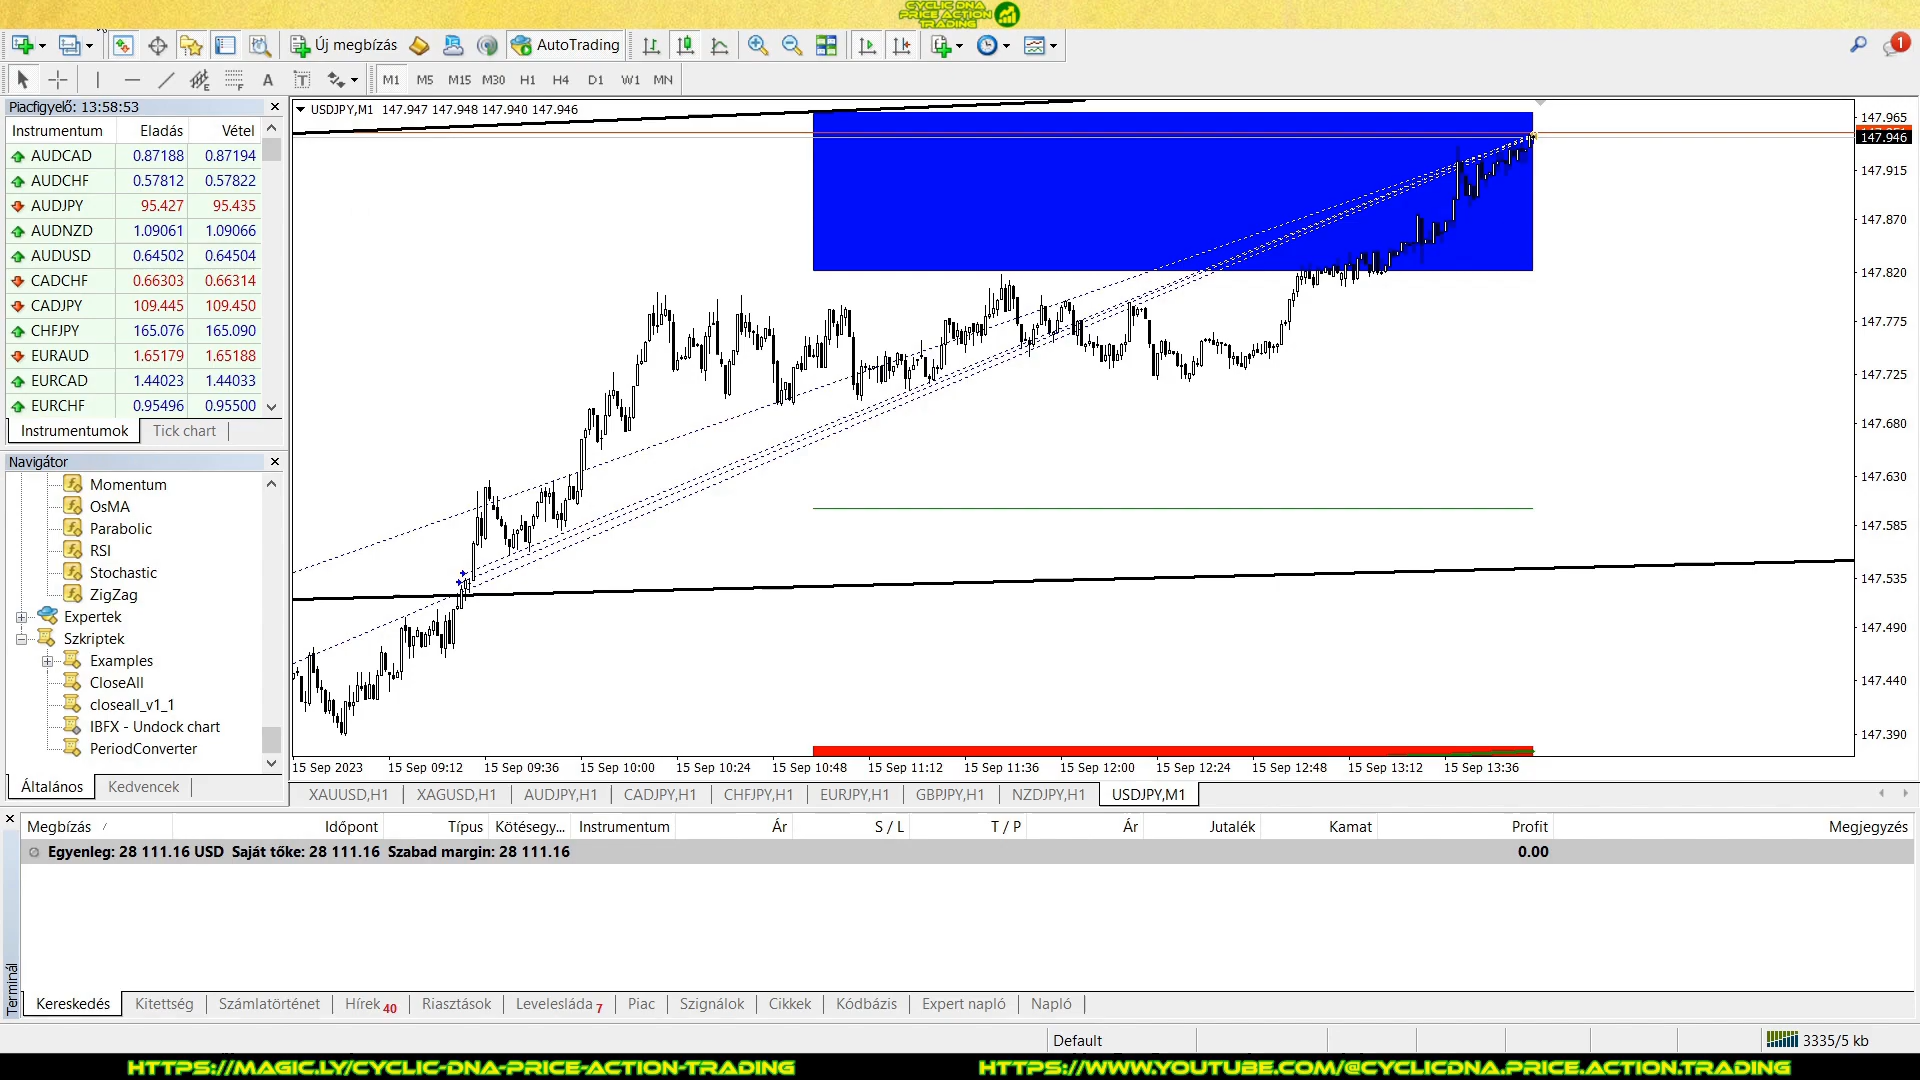 CYCLIC DNA
PRICE ACTION
TRADING
Új megbízás
AutoTrading
1
A
T
M1 M5 M15 M30 H1 H4 D1 W1 MN
Piacfigyelő: 13:58:53
Instrumentum Eladás Vétel
AUDCAD 0.87188 0.87194
AUDCHF 0.57812 0.57822
AUDJPY 95.427 95.435
AUDNZD 1.09061 1.09066
AUDUSD 0.64502 0.64504
CADCHF 0.66303 0.66314
CADJPY 109.445 109.450
CHFJPY 165.076 165.090
EURAUD 1.65179 1.65188
EURCAD 1.44023 1.44033
EURCHF 0.95496 0.95500
Instrumentumok Tick chart
Navigátor
Momentum
OsMA
Parabolic
RSI
Stochastic
ZigZag
Expertek
Szkriptek
Examples
CloseAll
closeall_v1_1
IBFX - Undock chart
PeriodConverter
Általános Kedvencek
USDJPY,M1 147.947 147.948 147.940 147.946
147.965
147.946
147.915
147.870
147.820
147.775
147.725
147.680
147.630
147.585
147.535
147.490
147.440
147.390
15 Sep 2023 15 Sep 09:12 15 Sep 09:36 15 Sep 10:00 15 Sep 10:24 15 Sep 10:48 15 Sep 11:12 15 Sep 11:36 15 Sep 12:00 15 Sep 12:24 15 Sep 12:48 15 Sep 13:12 15 Sep 13:36
XAUUSD,H1 XAGUSD,H1 AUDJPY,H1 CADJPY,H1 CHFJPY,H1 EURJPY,H1 GBPJPY,H1 NZDJPY,H1 USDJPY,M1
Megbízás / Időpont Típus Kötésegy... Instrumentum Ár S / L T / P Ár Jutalék Kamat Profit Megjegyzés
Egyenleg: 28 111.16 USD Saját tőke: 28 111.16 Szabad margin: 28 111.16 0.00
Terminál
Kereskedés Kitettség Számlatörténet Hírek 40 Riasztások Levelesláda 7 Piac Szignálok Cikkek Kódbázis Expert napló Napló
Default 3335/5 kb
HTTPS://MAGIC.LY/CYCLIC-DNA-PRICE-ACTION-TRADING HTTPS://WWW.YOUTUBE.COM/@CYCLICDNA.PRICE.ACTION.TRADING